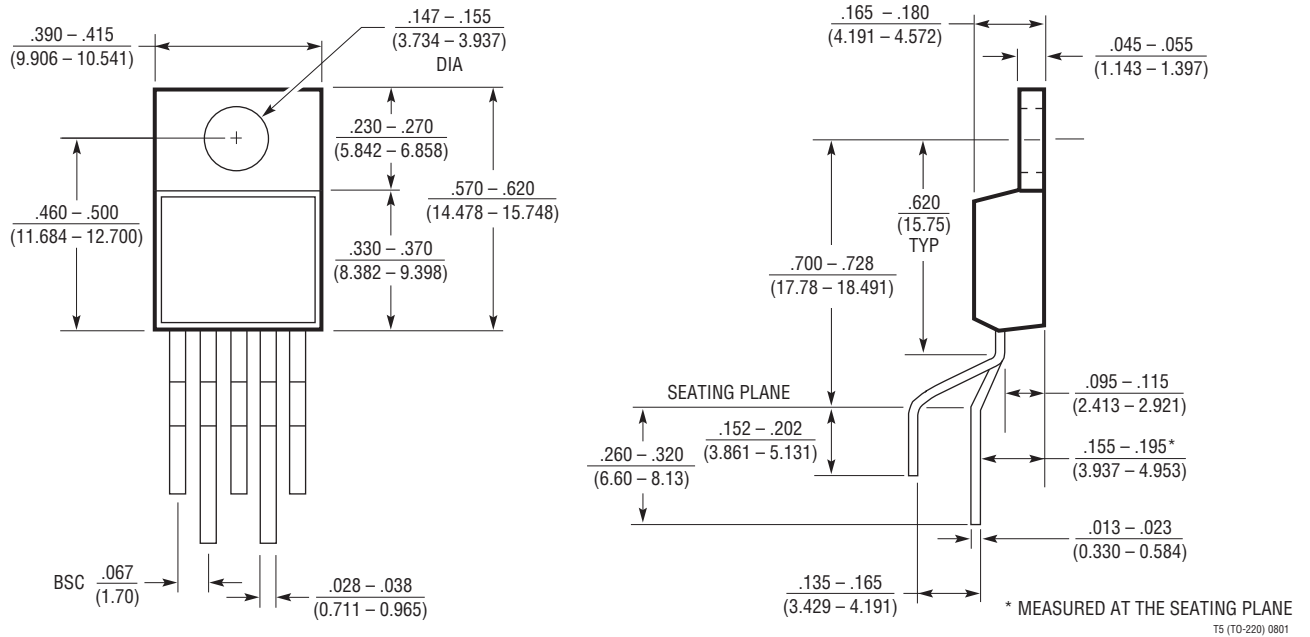 .390 – .415
(9.906 – 10.541)
.147 – .155
(3.734 – 3.937)
DIA
.230 – .270
(5.842 – 6.858)
.570 – .620
(14.478 – 15.748)
.460 – .500
(11.684 – 12.700)
.330 – .370
(8.382 – 9.398)
BSC
.067
(1.70)
.028 – .038
(0.711 – 0.965)
.165 – .180
(4.191 – 4.572)
.045 – .055
(1.143 – 1.397)
.620
(15.75)
TYP
.700 – .728
(17.78 – 18.491)
SEATING PLANE
.152 – .202
(3.861 – 5.131)
.260 – .320
(6.60 – 8.13)
.095 – .115
(2.413 – 2.921)
.155 – .195*
(3.937 – 4.953)
.013 – .023
(0.330 – 0.584)
.135 – .165
(3.429 – 4.191)
* MEASURED AT THE SEATING PLANE
T5 (TO-220) 0801